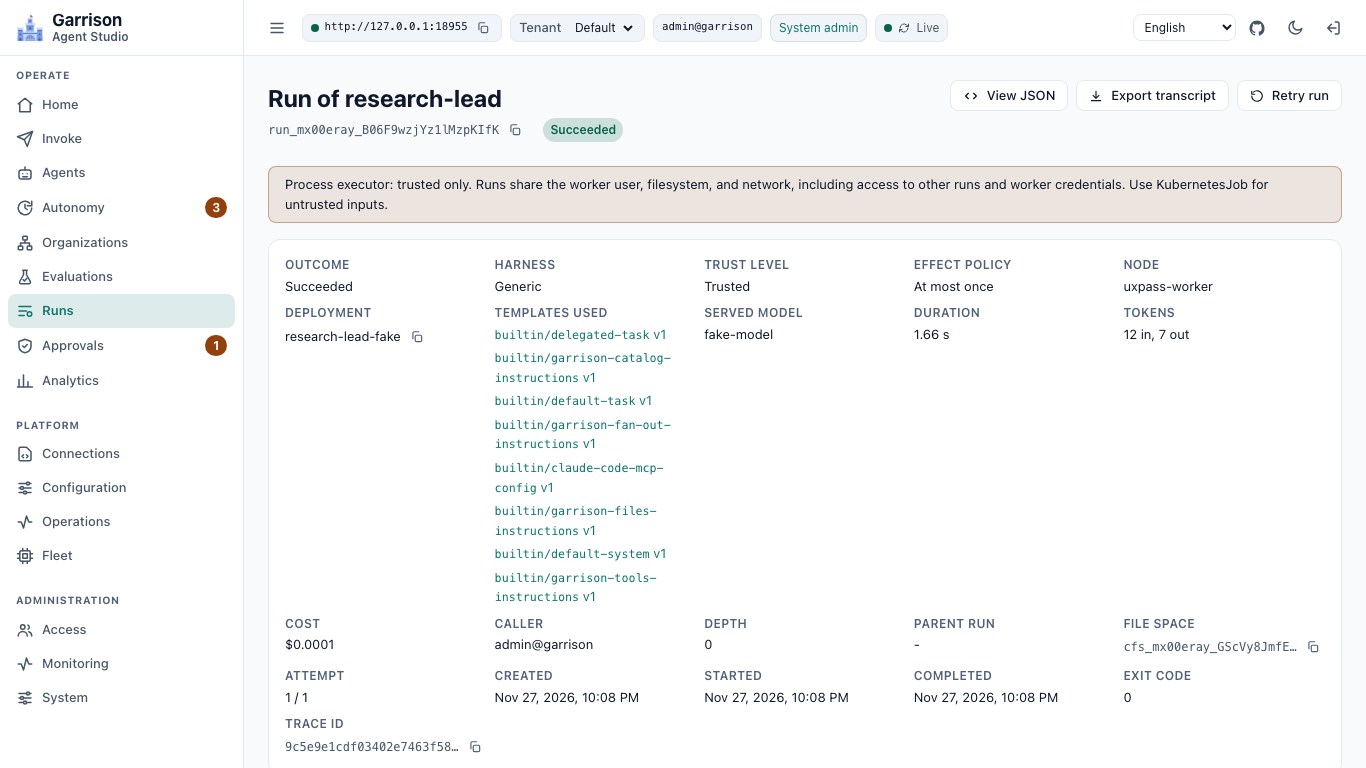 Garrison
Agent Studio
http://127.0.0.1:18955
Tenant Default
admin@garrison
System admin
Live
English
OPERATE
Home
Invoke
Agents
Autonomy 3
Organizations
Evaluations
Runs
Approvals 1
Analytics
PLATFORM
Connections
Configuration
Operations
Fleet
ADMINISTRATION
Access
Monitoring
System
Run of research-lead
View JSON
Export transcript
Retry run
run_mx00eray_B06F9wzjYz1lMzpKIfK
Succeeded
Process executor: trusted only. Runs share the worker user, filesystem, and network, including access to other runs and worker credentials. Use KubernetesJob for
untrusted inputs.
OUTCOME
Succeeded
HARNESS
Generic
TRUST LEVEL
Trusted
EFFECT POLICY
At most once
NODE
uxpass-worker
DEPLOYMENT
research-lead-fake
TEMPLATES USED
builtin/delegated-task v1
builtin/garrison-catalog-
instructions v1
builtin/default-task v1
builtin/garrison-fan-out-
instructions v1
builtin/claude-code-mcp-
config v1
builtin/garrison-files-
instructions v1
builtin/default-system v1
builtin/garrison-tools-
instructions v1
SERVED MODEL
fake-model
DURATION
1.66 s
TOKENS
12 in, 7 out
COST
$0.0001
CALLER
admin@garrison
DEPTH
0
PARENT RUN
-
FILE SPACE
cfs_mx00eray_GScVy8JmfE…
ATTEMPT
1 / 1
CREATED
Nov 27, 2026, 10:08 PM
STARTED
Nov 27, 2026, 10:08 PM
COMPLETED
Nov 27, 2026, 10:08 PM
EXIT CODE
0
TRACE ID
9c5e9e1cdf03402e7463f58…